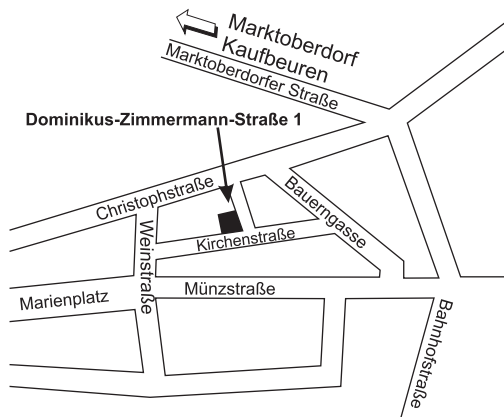 Marktoberdorf
Kaufbeuren
Marktoberdorfer Straße
Dominikus-Zimmermann-Straße 1
Christophstraße
Bauerngasse
Weinstraße
Kirchenstraße
Marienplatz
Münzstraße
Bahnhofstraße